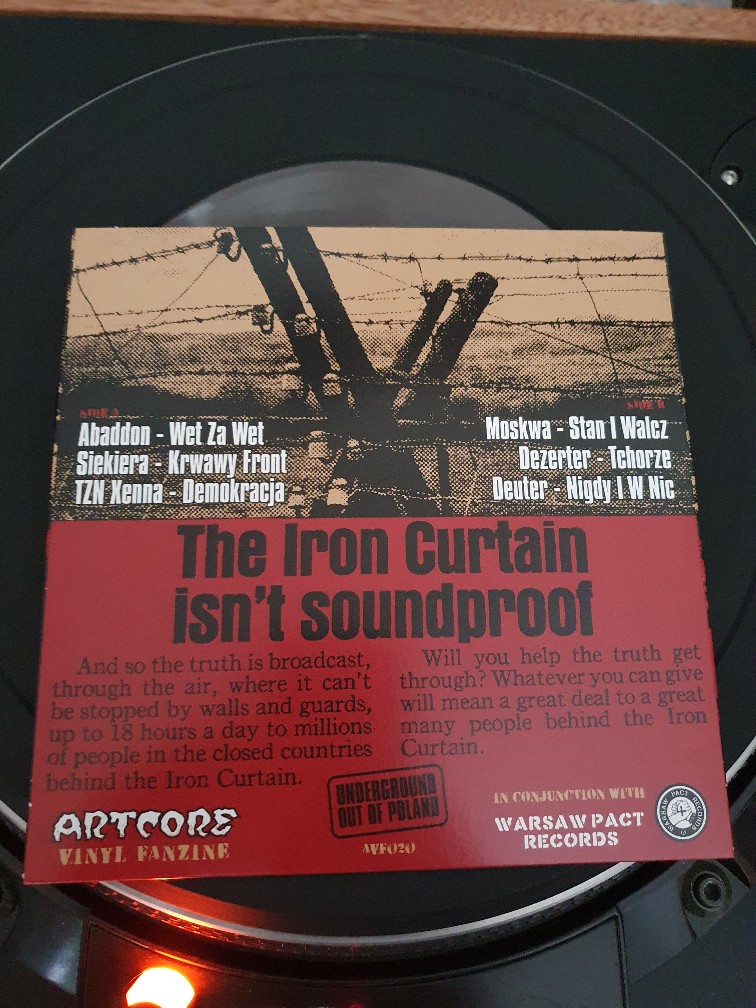 SIDE A
Abaddon - Wet Za Wet
Siekiera - Krwawy Front
TZN Xenna - Demokracja
SIDE B
Moskwa - Stan I Walcz
Dezerter - Tchorze
Deuter - Nigdy I W Nic
The Iron Curtain
isn't soundproof
And so the truth is broadcast,
through the air, where it can't
be stopped by walls and guards,
up to 18 hours a day to millions
of people in the closed countries
behind the Iron Curtain.
Will you help the truth get
through? Whatever you can give
will mean a great deal to a great
many people behind the Iron
Curtain.
UNDERGROUND
OUT OF POLAND
ARTCORE
VINYL FANZINE
AVF020
IN CONJUNCTION WITH
WARSAW PACT
RECORDS
WARSAW PACT RECORDS